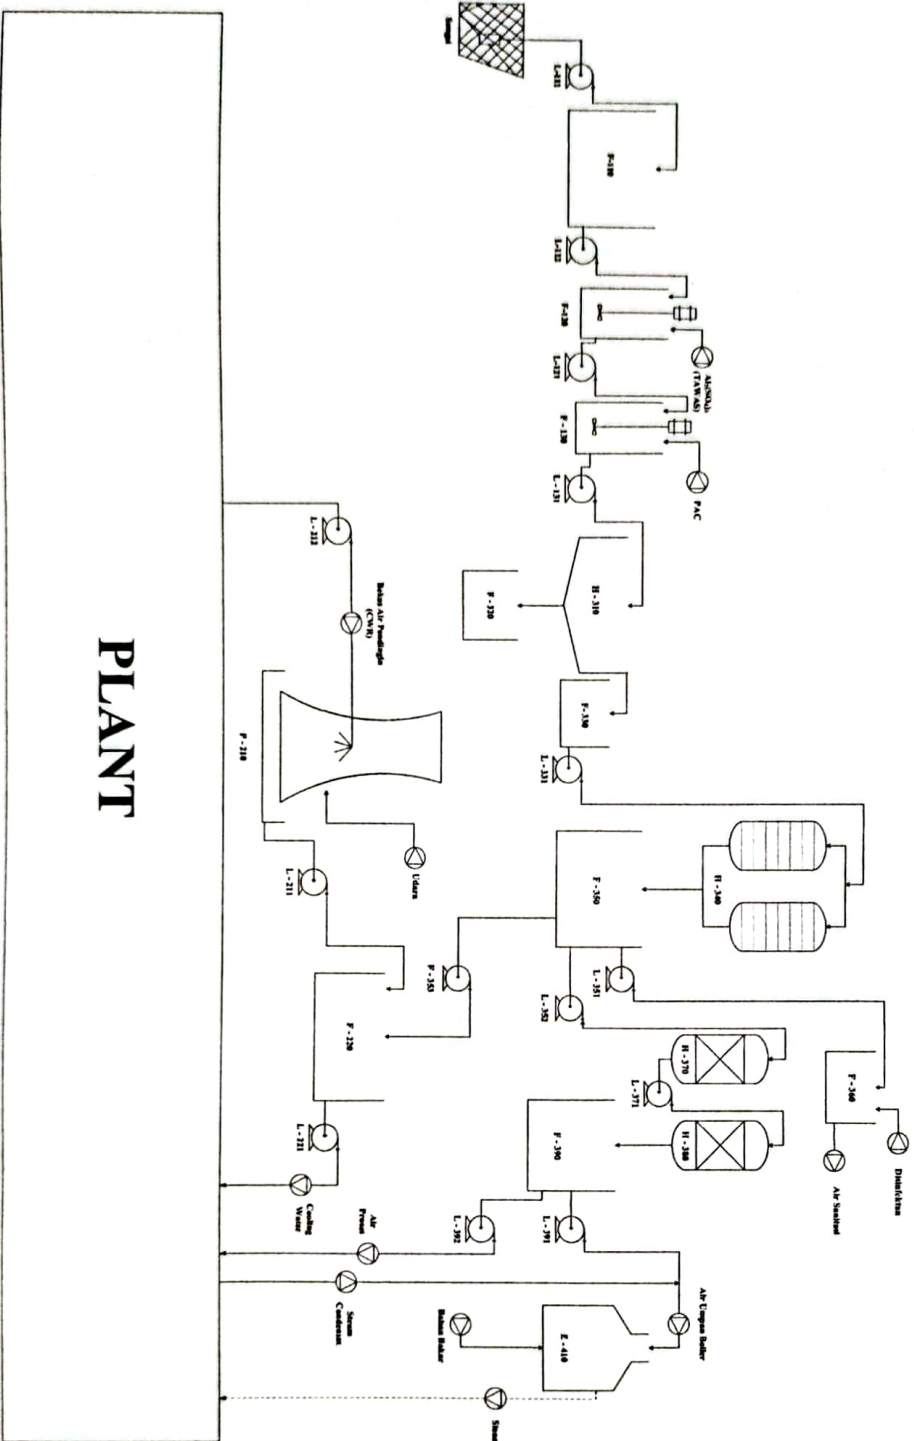 Sungai
L-111
F-110
L-112
F-120
Al₂(SO₄)₃
(TAWAS)
L-121
F - 130
PAC
L - 131
H - 310
F - 320
F - 330
L - 331
H - 340
F - 350
L - 351
L - 352
F - 353
F - 360
Disinfektan
Air Sanitasi
H - 370
L - 371
H - 380
F - 390
L - 391
L - 392
Air Umpan Boiler
E - 410
Bahan Bakar
Steam
L - 212
Bekas Air Pendingin
(CWR)
P - 210
Udara
L - 211
F - 220
L - 221
Cooling
Water
Air
Proses
Steam
Condensat
PLANT